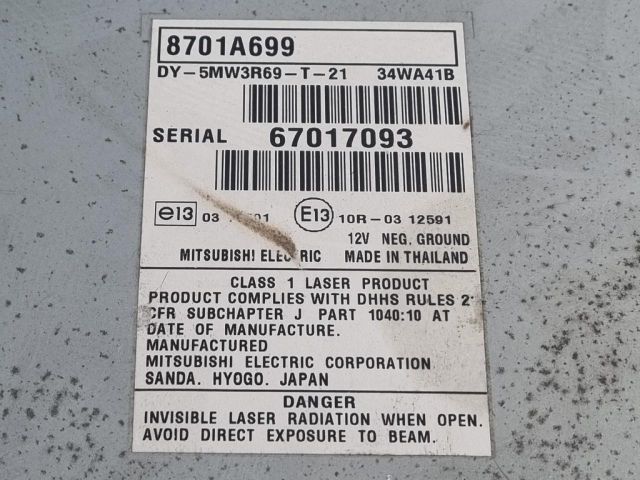 8701A699
DY-5MW3R69-T-21 34WA41B
SERIAL 67017093
e13 03
E13 10R-03 12591
12V NEG. GROUND
MITSUBISHI ELECTRIC MADE IN THAILAND
CLASS 1 LASER PRODUCT
PRODUCT COMPLIES WITH DHHS RULES 21
CFR SUBCHAPTER J PART 1040:10 AT
DATE OF MANUFACTURE.
MANUFACTURED
MITSUBISHI ELECTRIC CORPORATION
SANDA. HYOGO. JAPAN
DANGER
INVISIBLE LASER RADIATION WHEN OPEN.
AVOID DIRECT EXPOSURE TO BEAM.